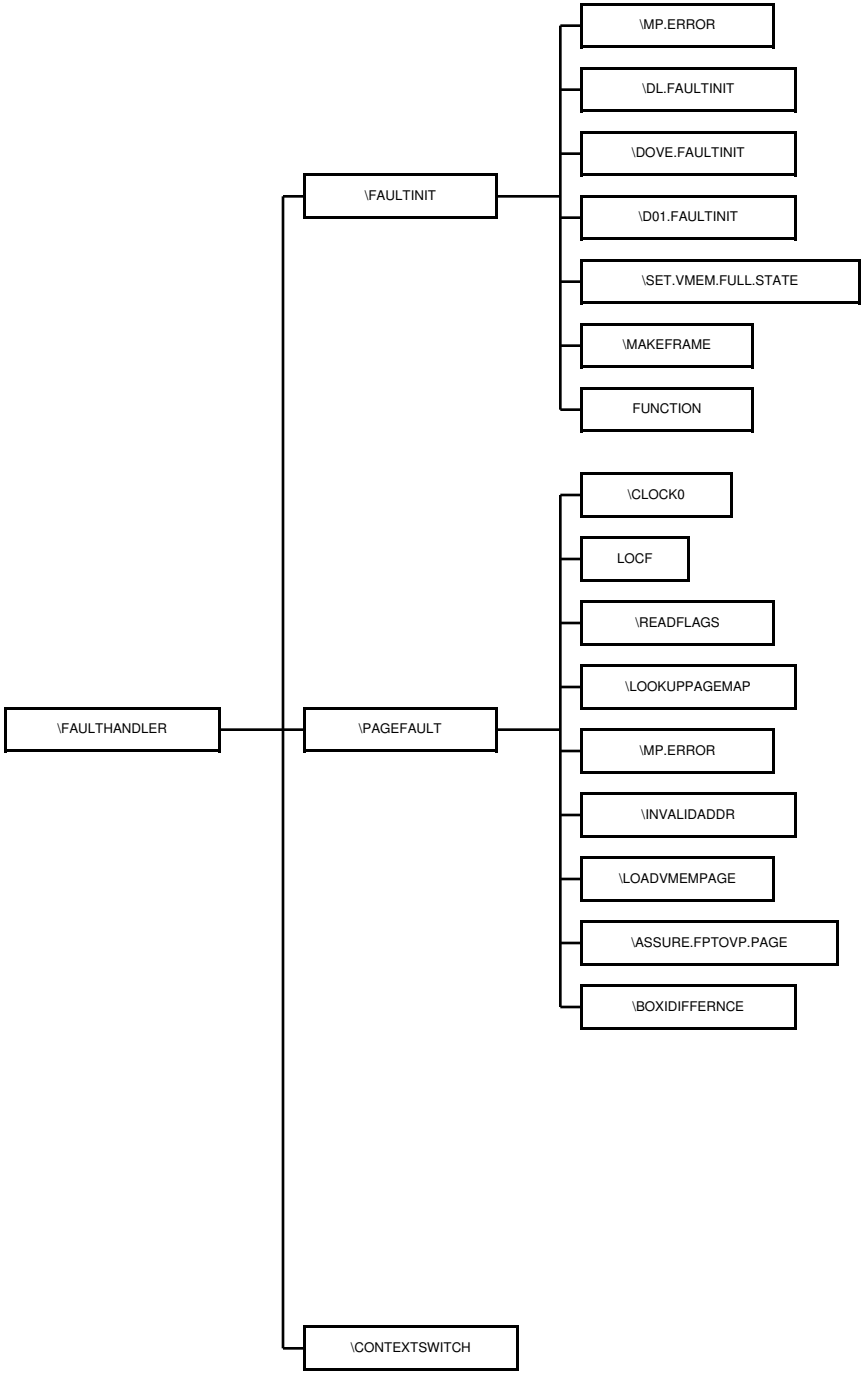 \MP.ERROR
\DL.FAULTINIT
\DOVE.FAULTINIT
\FAULTINIT
\D01.FAULTINIT
\SET.VMEM.FULL.STATE
\MAKEFRAME
FUNCTION
\CLOCK0
LOCF
\READFLAGS
\LOOKUPPAGEMAP
\FAULTHANDLER
\PAGEFAULT
\MP.ERROR
\INVALIDADDR
\LOADVMEMPAGE
\ASSURE.FPTOVP.PAGE
\BOXIDIFFERNCE
\CONTEXTSWITCH